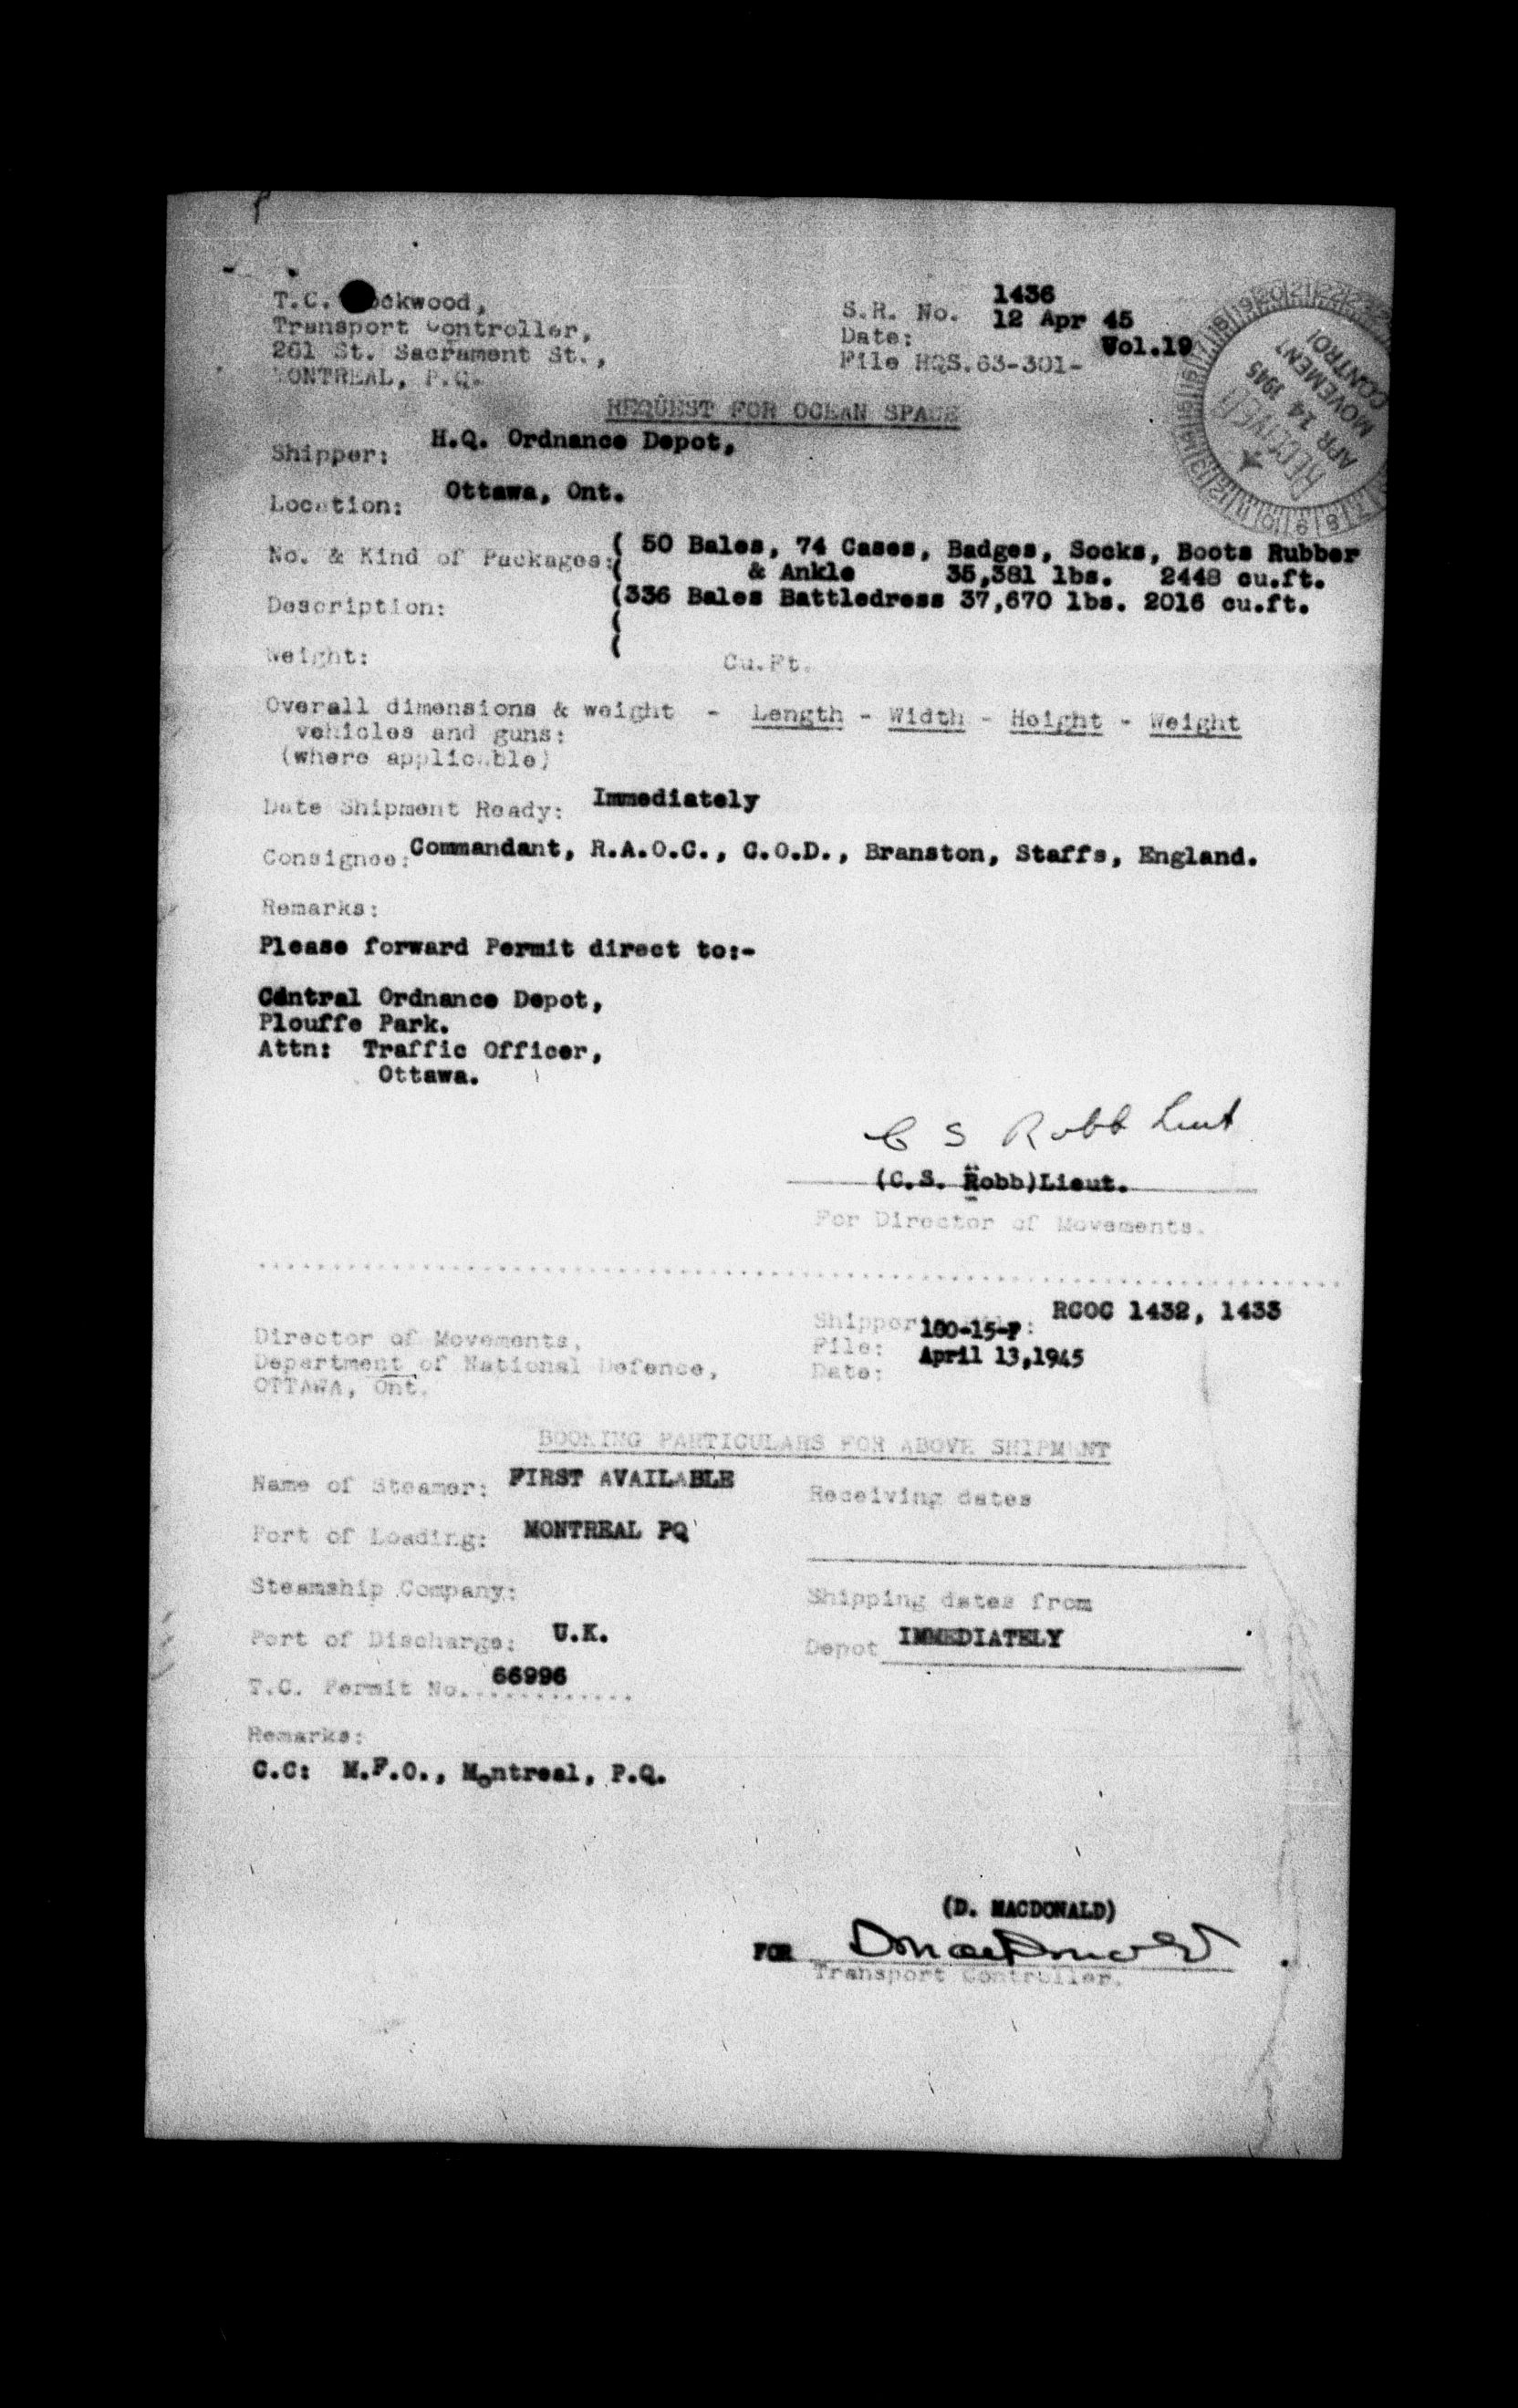 T.C.
Transport Controller,
261 St. Sacrament St.,
MONTREAL, P.Q.
S.R. No. 1436
Date: 12 Apr 45
File HQS.63-301- Vol.19
RECEIVED
APR 14 1945
MOVEMENT
CONTROL
REQUEST FOR OCEAN SPACE
Shipper: H.Q. Ordnance Depot,
Location: Ottawa, Ont.
No. & Kind of Packages: ( 50 Bales, 74 Cases, Badges, Socks, Boots Rubber
( & Ankle 35,381 lbs. 2448 cu.ft.
Description: (336 Bales Battledress 37,670 lbs. 2016 cu.ft.
(
Weight: ( Cu.Ft.
Overall dimensions & weight - Length - Width - Height - Weight
vehicles and guns:
(where applicable)
Date Shipment Ready: Immediately
Consignee: Commandant, R.A.O.C., C.O.D., Branston, Staffs, England.
Remarks:
Please forward Permit direct to:-
Central Ordnance Depot,
Plouffe Park.
Attn: Traffic Officer,
Ottawa.
C S Robb Lieut
(C.S. Robb)Lieut.
For Director of Movements.
Director of Movements,
Department of National Defence,
OTTAWA, Ont.
Shipper RCOC 1432, 1433
File: 180-15-P
Date: April 13,1945
BOOKING PARTICULARS FOR ABOVE SHIPMENT
Name of Steamer: FIRST AVAILABLE
Receiving dates
Port of Loading: MONTREAL PQ
Steamship Company:
Shipping dates from
Port of Discharge: U.K.
Depot IMMEDIATELY
T.C. Permit No. 66996
Remarks:
C.C: M.F.C., Montreal, P.Q.
(D. MACDONALD)
FOR D Macdonald
Transport Controller.